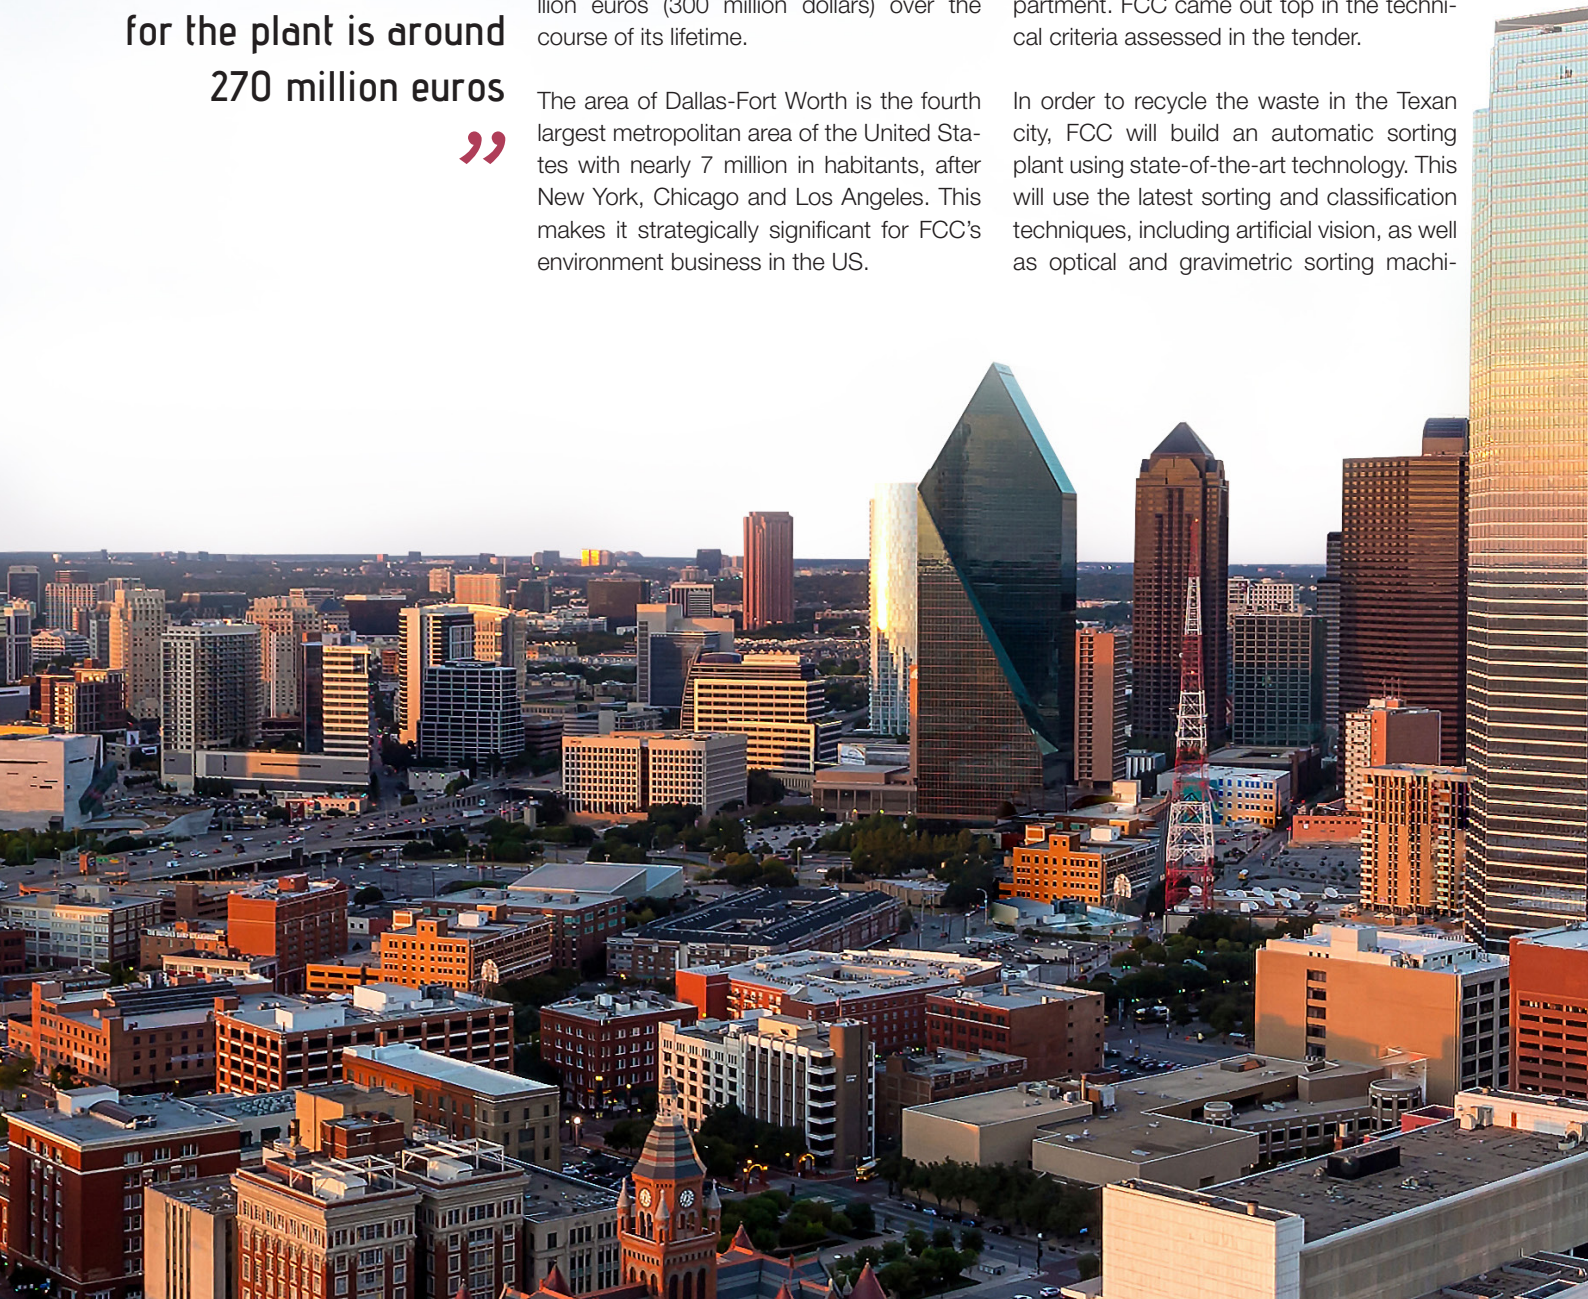 for the plant is around
270 million euros
”
llion euros (300 million dollars) over the
course of its lifetime.
The area of Dallas-Fort Worth is the fourth
largest metropolitan area of the United Sta-
tes with nearly 7 million in habitants, after
New York, Chicago and Los Angeles. This
makes it strategically significant for FCC’s
environment business in the US.
partment. FCC came out top in the techni-
cal criteria assessed in the tender.
In order to recycle the waste in the Texan
city, FCC will build an automatic sorting
plant using state-of-the-art technology. This
will use the latest sorting and classification
techniques, including artificial vision, as well
as optical and gravimetric sorting machi-